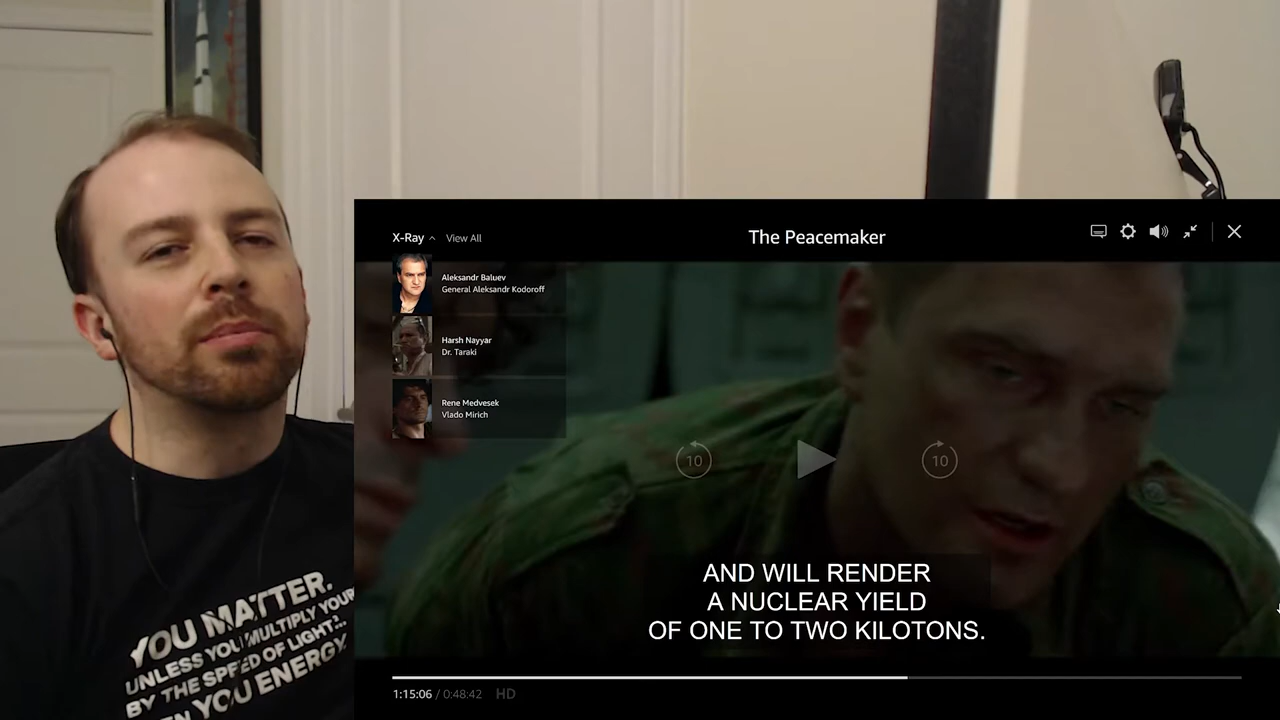 X-Ray View All
The Peacemaker
Aleksandr Baluev
General Aleksandr Kodoroff
Harsh Nayyar
Dr. Taraki
Rene Medvesek
Vlado Mirich
10
10
AND WILL RENDER
A NUCLEAR YIELD
OF ONE TO TWO KILOTONS.
1:15:06 / 0:48:42 HD
YOU MATTER.
UNLESS YOU MULTIPLY YOUR
BY THE SPEED OF LIGHT
YOU ENERGY